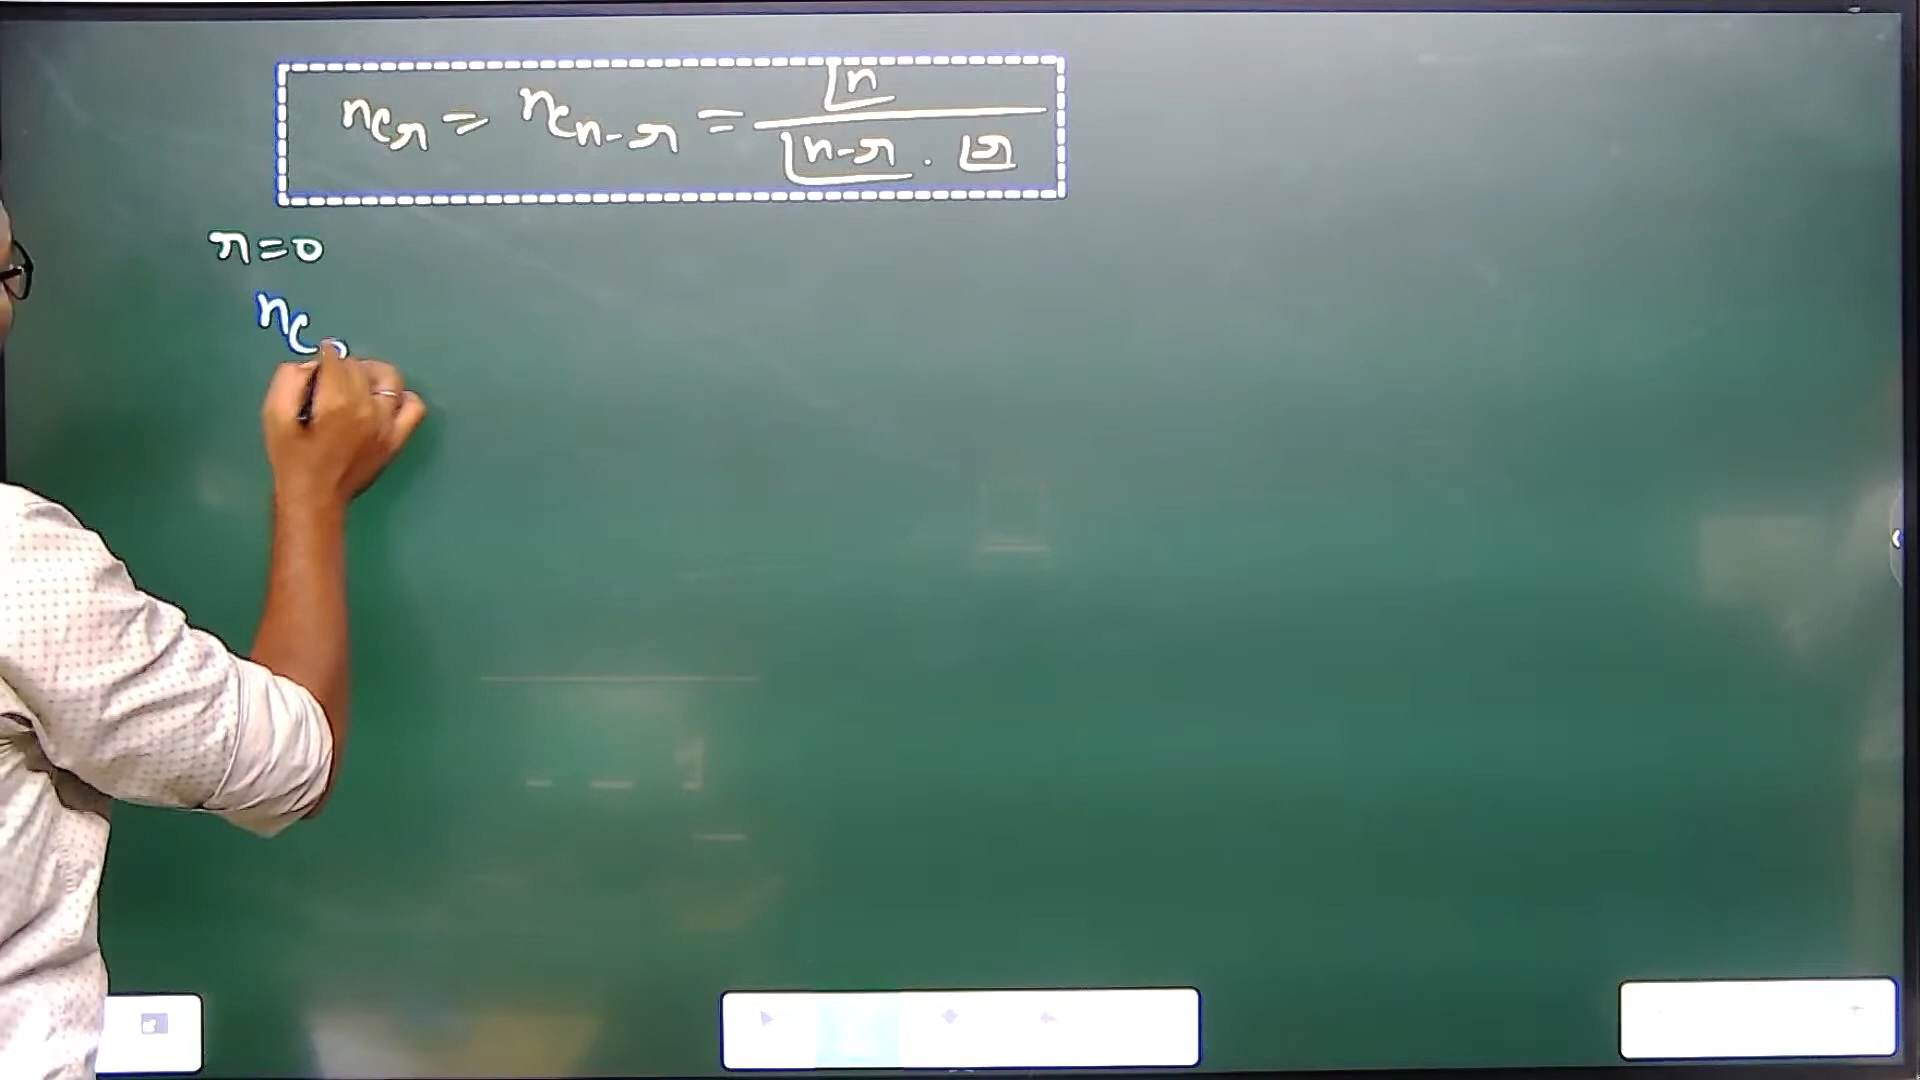 nCr = nCn-r = ⌊n / ⌊n-r . ⌊r
r=0
nC